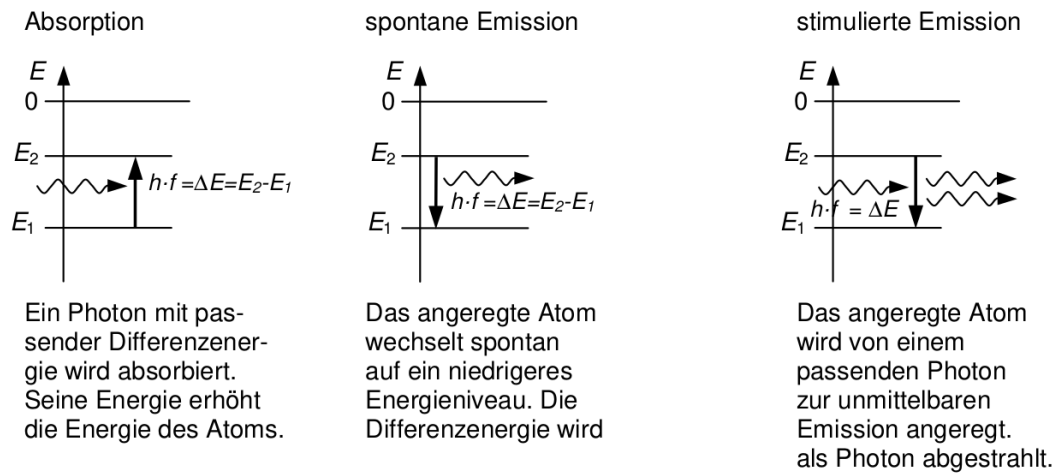 Absorption
E
0
E₂
h·f =ΔE=E₂-E₁
E₁
Ein Photon mit pas-
sender Differenzener-
gie wird absorbiert.
Seine Energie erhöht
die Energie des Atoms.
spontane Emission
E
0
E₂
h·f =ΔE=E₂-E₁
E₁
Das angeregte Atom
wechselt spontan
auf ein niedrigeres
Energieniveau. Die
Differenzenergie wird
stimulierte Emission
E
0
E₂
h·f = ΔE
E₁
Das angeregte Atom
wird von einem
passenden Photon
zur unmittelbaren
Emission angeregt.
als Photon abgestrahlt.